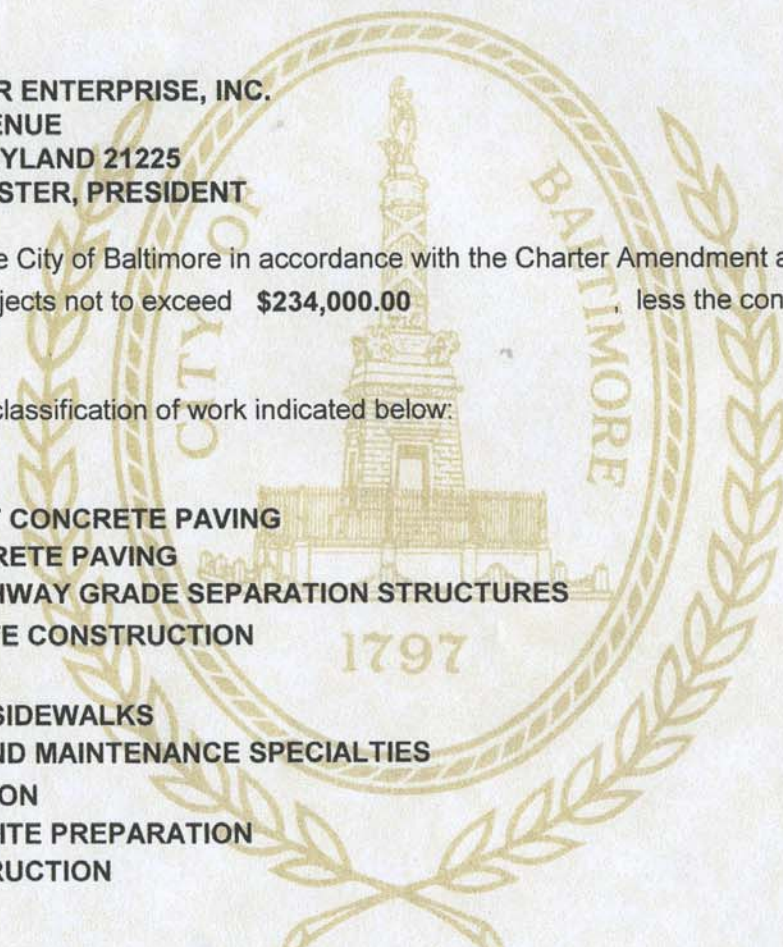 R ENTERPRISE, INC.
ENUE
YLAND 21225
STER, PRESIDENT
e City of Baltimore in accordance with the Charter Amendment a
jects not to exceed $234,000.00 , less the con
classification of work indicated below:
CONCRETE PAVING
RETE PAVING
HWAY GRADE SEPARATION STRUCTURES
TE CONSTRUCTION
SIDEWALKS
ND MAINTENANCE SPECIALTIES
ON
ITE PREPARATION
RUCTION
CITY OF BALTIMORE
1797